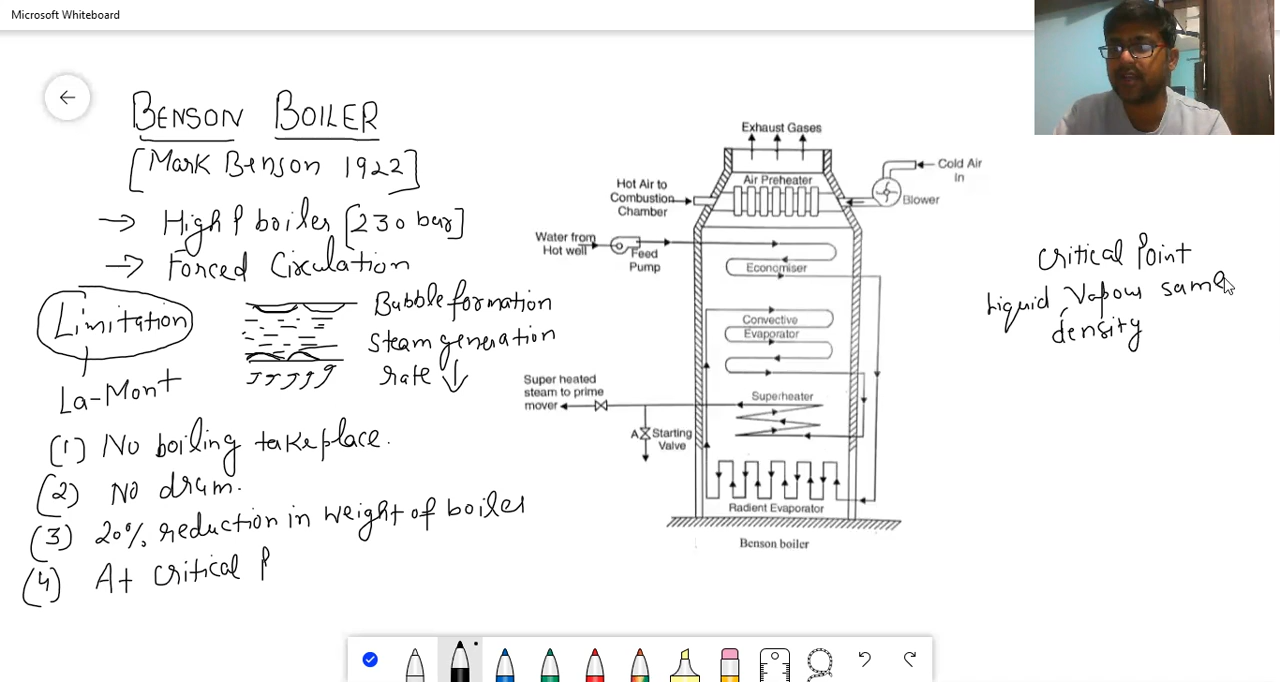 Microsoft Whiteboard
BENSON BOILER
[Mark Benson 1922]
→ High P boiler [230 bar]
→ Forced Circulation
Limitation
Bubble formation
steam generation
rate ↓
La-Mont
(1) No boiling take place.
(2) No drum.
(3) 20% reduction in weight of boiler
(4) At critical P
Exhaust Gases
Cold Air
In
Air Preheater
Hot Air to
Combustion
Chamber
Blower
Water from
Hot well
Feed
Pump
Economiser
Convective
Evaporator
Super heated
steam to prime
mover
Superheater
A
Starting
Valve
Radient Evaporator
Benson boiler
Critical Point
Liquid, Vapour same
density